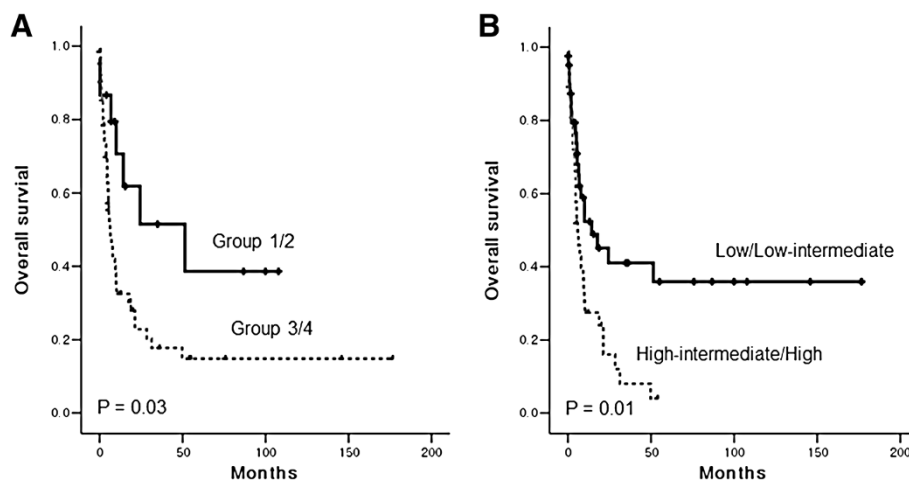 A
Overall survial
1.0
0.8
0.6
0.4
0.2
0.0
Group 1/2
Group 3/4
P = 0.03
0
50
100
150
200
Months
B
Overall survival
1.0
0.8
0.6
0.4
0.2
0.0
Low/Low-intermediate
High-intermediate/High
P = 0.01
0
50
100
150
200
Months